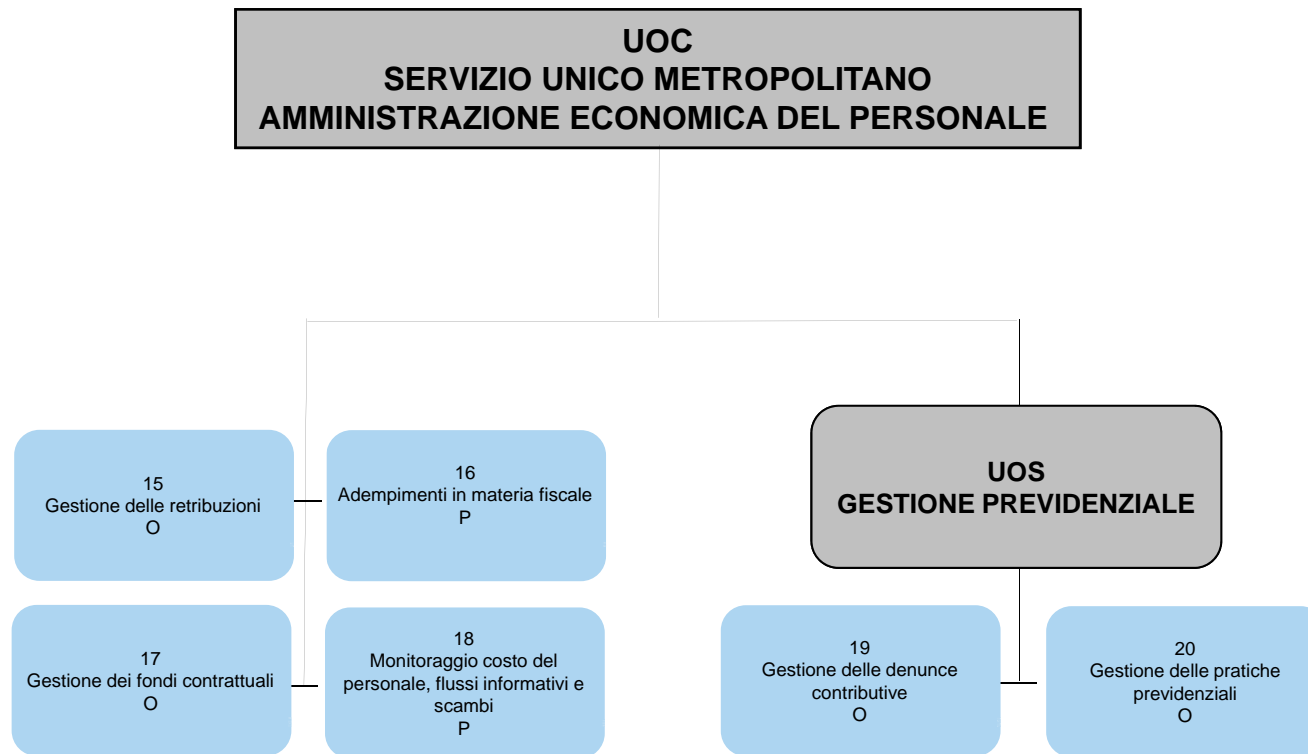 UOC
SERVIZIO UNICO METROPOLITANO
AMMINISTRAZIONE ECONOMICA DEL PERSONALE
15
Gestione delle retribuzioni
O
16
Adempimenti in materia fiscale
P
UOS
GESTIONE PREVIDENZIALE
17
Gestione dei fondi contrattuali
O
18
Monitoraggio costo del
personale, flussi informativi e
scambi
P
19
Gestione delle denunce
contributive
O
20
Gestione delle pratiche
previdenziali
O